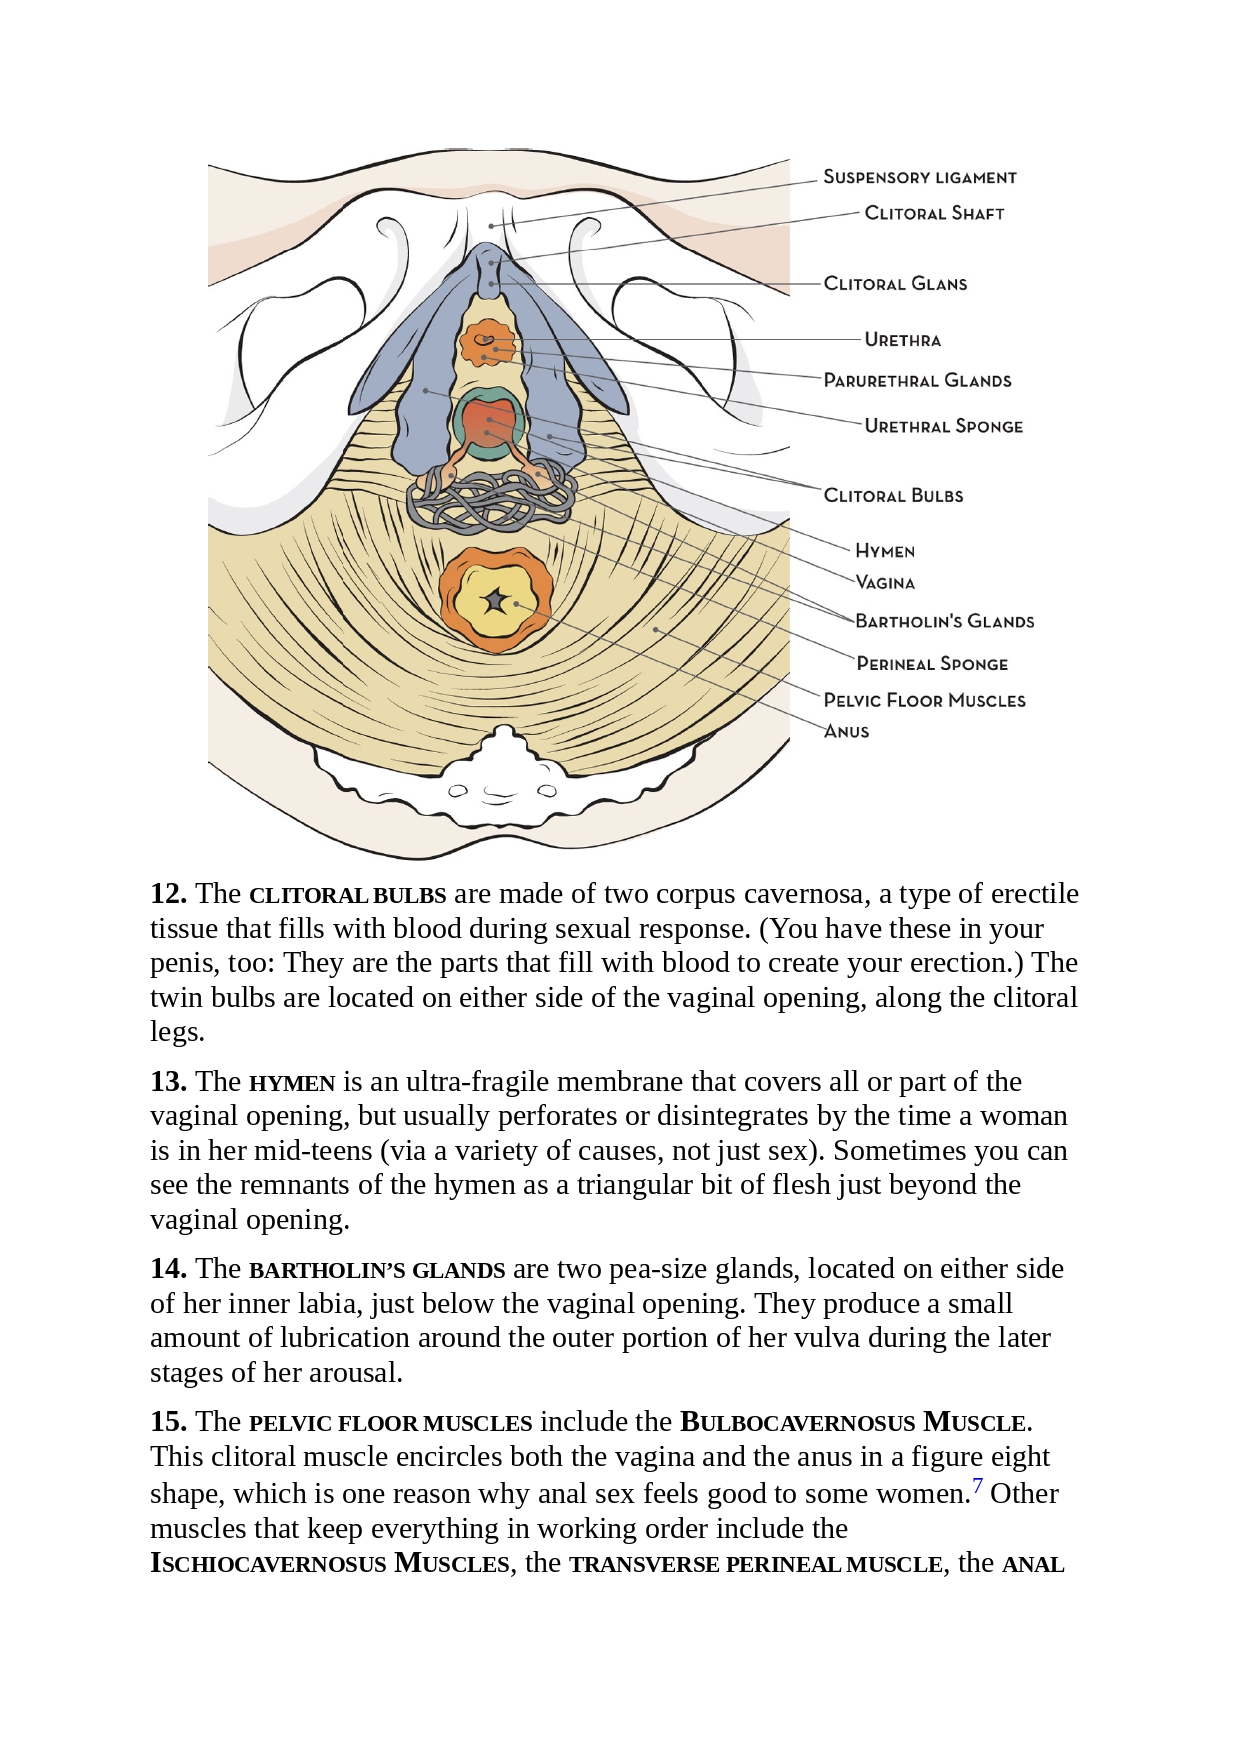 SUSPENSORY LIGAMENT
CLITORAL SHAFT
CLITORAL GLANS
URETHRA
PARURETHRAL GLANDS
URETHRAL SPONGE
CLITORAL BULBS
HYMEN
VAGINA
BARTHOLIN'S GLANDS
PERINEAL SPONGE
PELVIC FLOOR MUSCLES
ANUS
12. The CLITORAL BULBS are made of two corpus cavernosa, a type of erectile
tissue that fills with blood during sexual response. (You have these in your
penis, too: They are the parts that fill with blood to create your erection.) The
twin bulbs are located on either side of the vaginal opening, along the clitoral
legs.
13. The HYMEN is an ultra-fragile membrane that covers all or part of the
vaginal opening, but usually perforates or disintegrates by the time a woman
is in her mid-teens (via a variety of causes, not just sex). Sometimes you can
see the remnants of the hymen as a triangular bit of flesh just beyond the
vaginal opening.
14. The BARTHOLIN’S GLANDS are two pea-size glands, located on either side
of her inner labia, just below the vaginal opening. They produce a small
amount of lubrication around the outer portion of her vulva during the later
stages of her arousal.
15. The PELVIC FLOOR MUSCLES include the BULBOCAVERNOSUS MUSCLE.
This clitoral muscle encircles both the vagina and the anus in a figure eight
shape, which is one reason why anal sex feels good to some women.7 Other
muscles that keep everything in working order include the
ISCHIOCAVERNOSUS MUSCLES, the TRANSVERSE PERINEAL MUSCLE, the ANAL